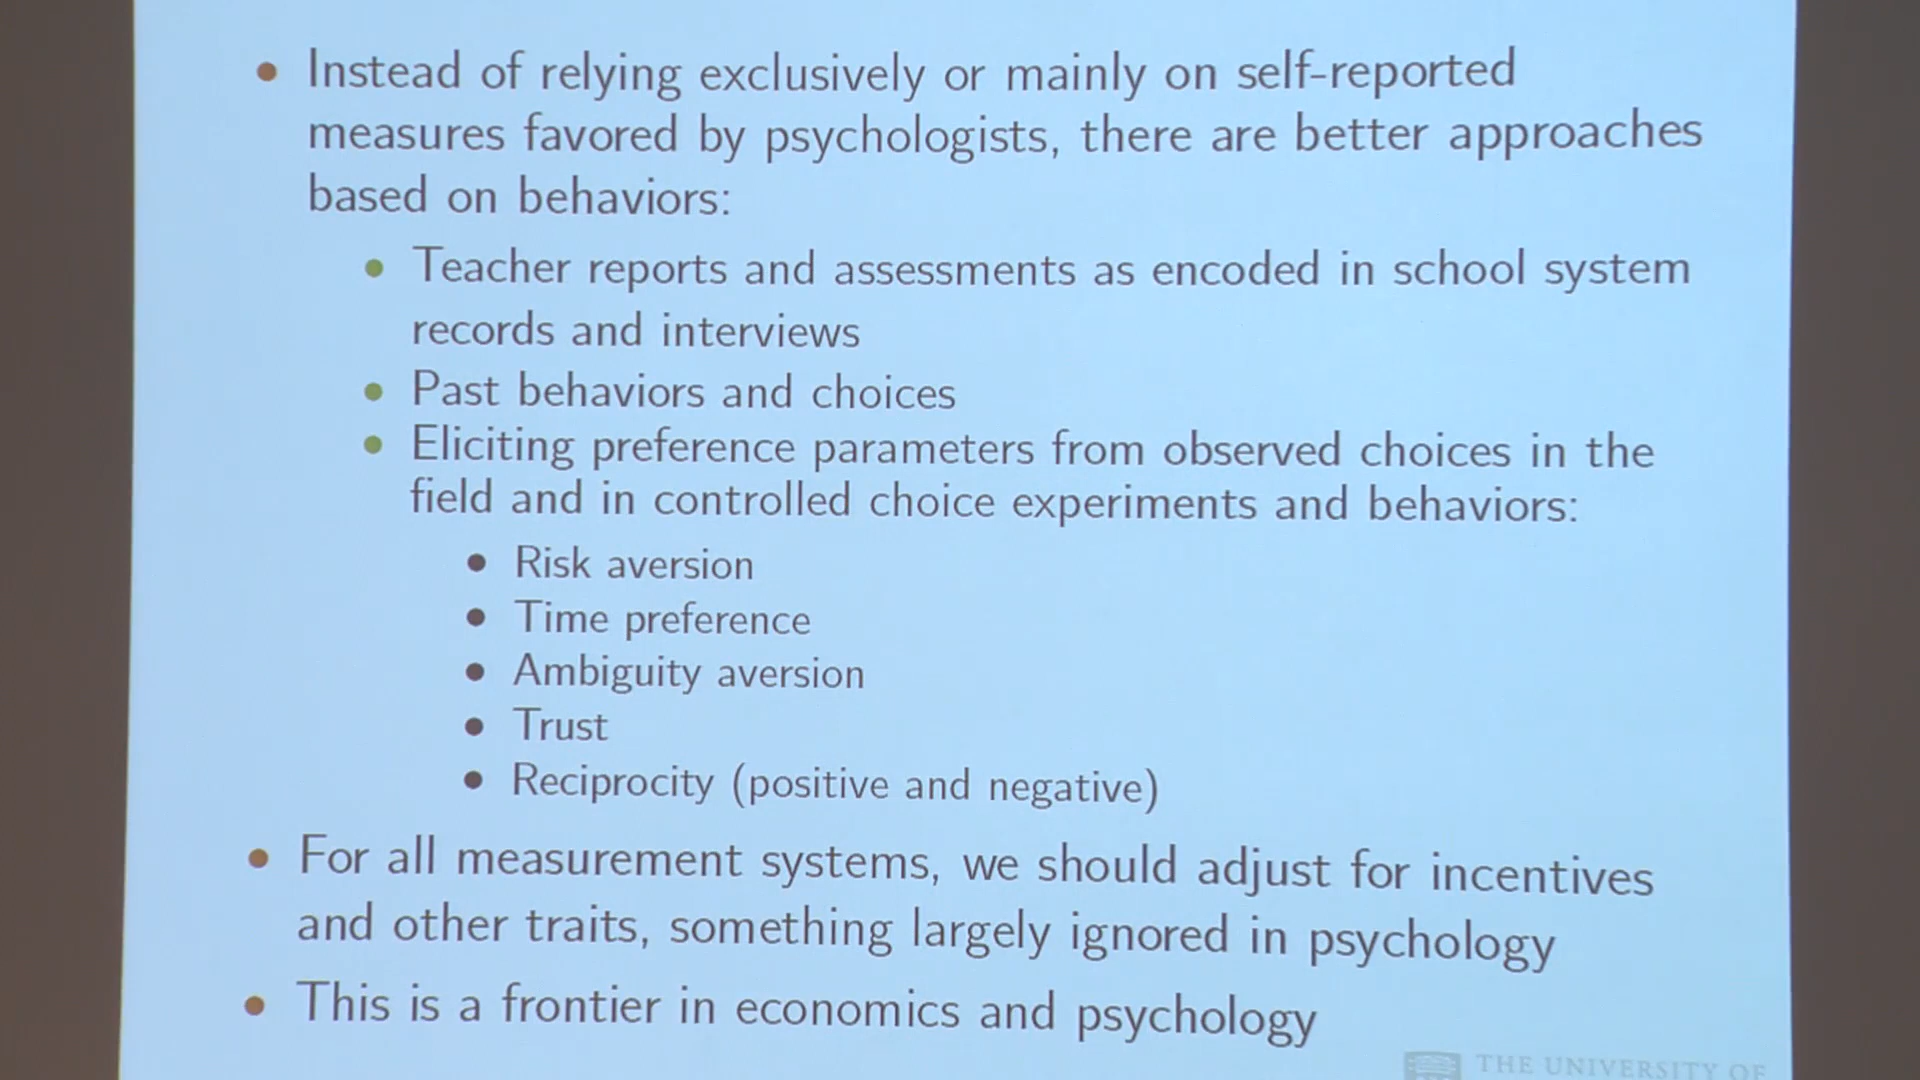 • Instead of relying exclusively or mainly on self-reported
measures favored by psychologists, there are better approaches
based on behaviors:
• Teacher reports and assessments as encoded in school system
records and interviews
• Past behaviors and choices
• Eliciting preference parameters from observed choices in the
field and in controlled choice experiments and behaviors:
• Risk aversion
• Time preference
• Ambiguity aversion
• Trust
• Reciprocity (positive and negative)
• For all measurement systems, we should adjust for incentives
and other traits, something largely ignored in psychology
• This is a frontier in economics and psychology
THE UNIVERSITY OF